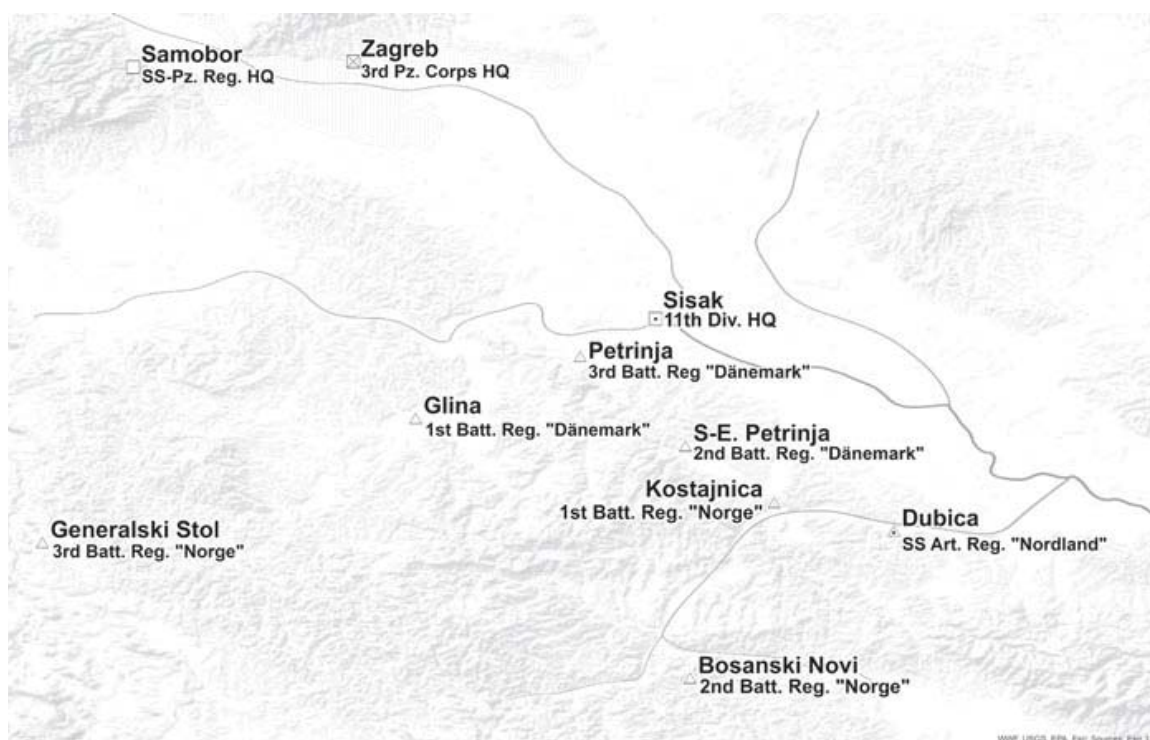 Samobor
SS-Pz. Reg. HQ
Zagreb
3rd Pz. Corps HQ
Sisak
11th Div. HQ
Petrinja
3rd Batt. Reg "Dänemark"
Glina
1st Batt. Reg. "Dänemark"
S-E. Petrinja
2nd Batt. Reg. "Dänemark"
Kostajnica
1st Batt. Reg. "Norge"
Dubica
SS Art. Reg. "Nordland"
Generalski Stol
3rd Batt. Reg. "Norge"
Bosanski Novi
2nd Batt. Reg. "Norge"